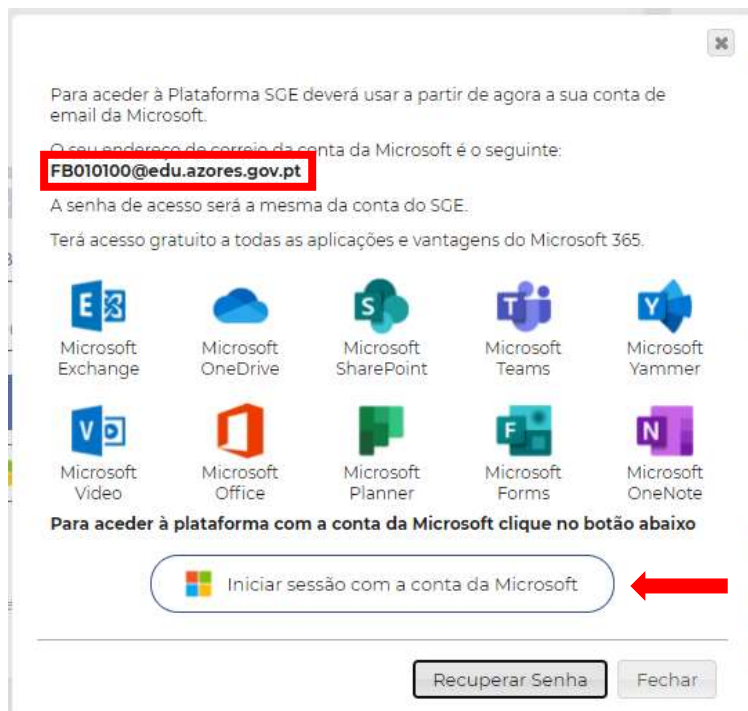 Para aceder à Plataforma SGE deverá usar a partir de agora a sua conta de
email da Microsoft.
O seu endereço de correio da conta da Microsoft é o seguinte:
FB010100@edu.azores.gov.pt
A senha de acesso será a mesma da conta do SGE.
Terá acesso gratuito a todas as aplicações e vantagens do Microsoft 365.
Microsoft Exchange
Microsoft OneDrive
Microsoft SharePoint
Microsoft Teams
Microsoft Yammer
Microsoft Video
Microsoft Office
Microsoft Planner
Microsoft Forms
Microsoft OneNote
Para aceder à plataforma com a conta da Microsoft clique no botão abaixo
Iniciar sessão com a conta da Microsoft
Recuperar Senha
Fechar